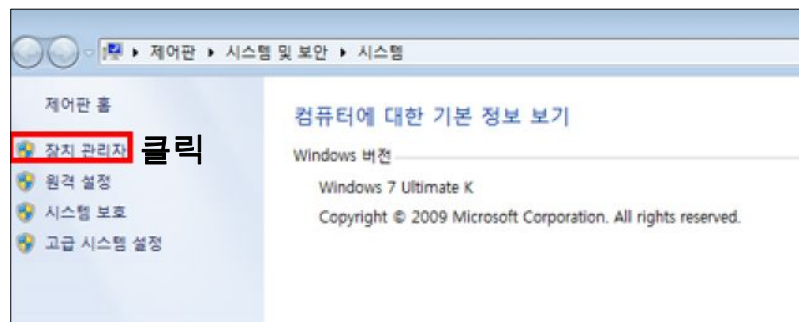 제어판 ▸ 시스템 및 보안 ▸ 시스템
제어판 홈
장치 관리자 클릭
원격 설정
시스템 보호
고급 시스템 설정
컴퓨터에 대한 기본 정보 보기
Windows 버전
Windows 7 Ultimate K
Copyright © 2009 Microsoft Corporation. All rights reserved.